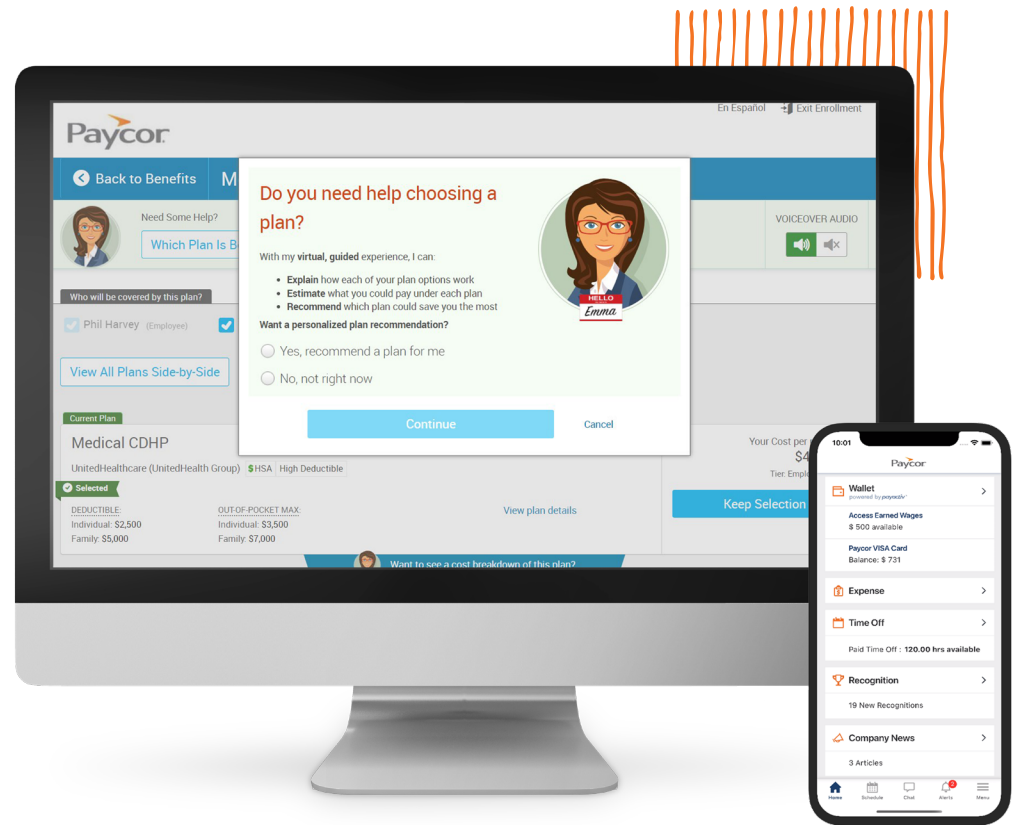 En Español
Exit Enrollment
Paycor
Back to Benefits
M
Need Some Help?
Which Plan Is B
VOICEOVER AUDIO
Who will be covered by this plan?
Phil Harvey (Employee)
View All Plans Side-by-Side
Do you need help choosing a
plan?
With my virtual, guided experience, I can:
• Explain how each of your plan options work
• Estimate what you could pay under each plan
• Recommend which plan could save you the most
Want a personalized plan recommendation?
Yes, recommend a plan for me
No, not right now
HELLO
Emma
Continue
Cancel
Current Plan
Medical CDHP
UnitedHealthcare (UnitedHealth Group) $HSA High Deductible
Selected
DEDUCTIBLE:
Individual: $2,500
Family: $5,000
OUT-OF-POCKET MAX:
Individual: $3,500
Family: $7,000
View plan details
Your Cost per
$4
Tier: Emplo
Keep Selection
Want to see a cost breakdown of this plan?
10:01
Paycor
Wallet
powered by payactiv
Access Earned Wages
$ 500 available
Paycor VISA Card
Balance: $ 731
Expense
Time Off
Paid Time Off : 120.00 hrs available
Recognition
19 New Recognitions
Company News
3 Articles
2
Home
Schedule
Chat
Alerts
Menu